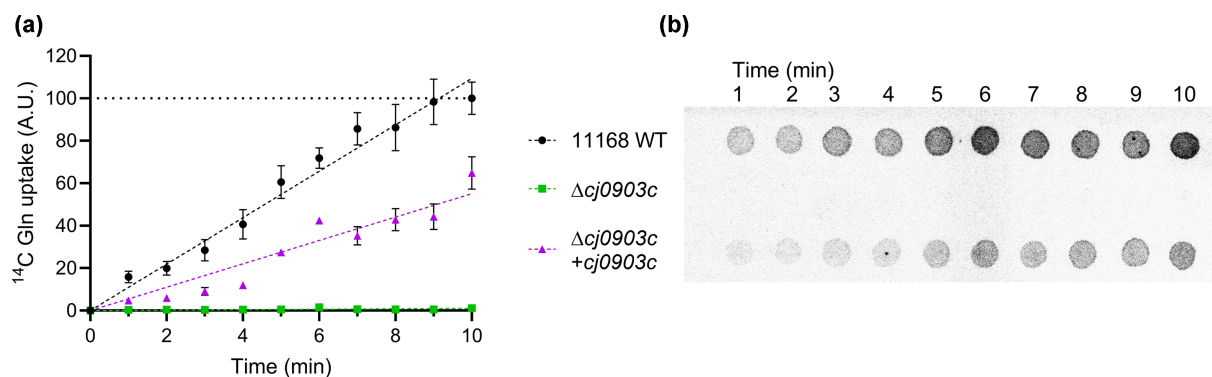 (a)
120
100
80
60
40
20
0
¹⁴C Gln uptake (A.U.)
0 2 4 6 8 10
Time (min)
11168 WT
Δcj0903c
Δcj0903c
+cj0903c
(b)
Time (min)
1 2 3 4 5 6 7 8 9 10